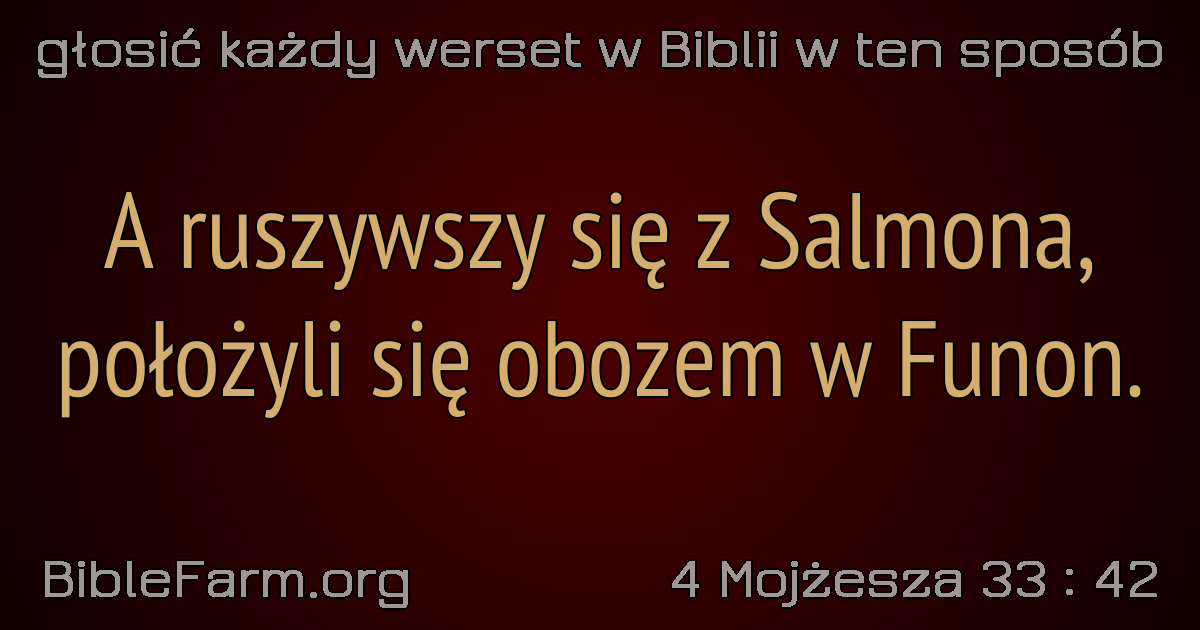 głosić każdy werset w Biblii w ten sposób
A ruszywszy się z Salmona,
położyli się obozem w Funon.
BibleFarm.org
4 Mojżesza 33 : 42